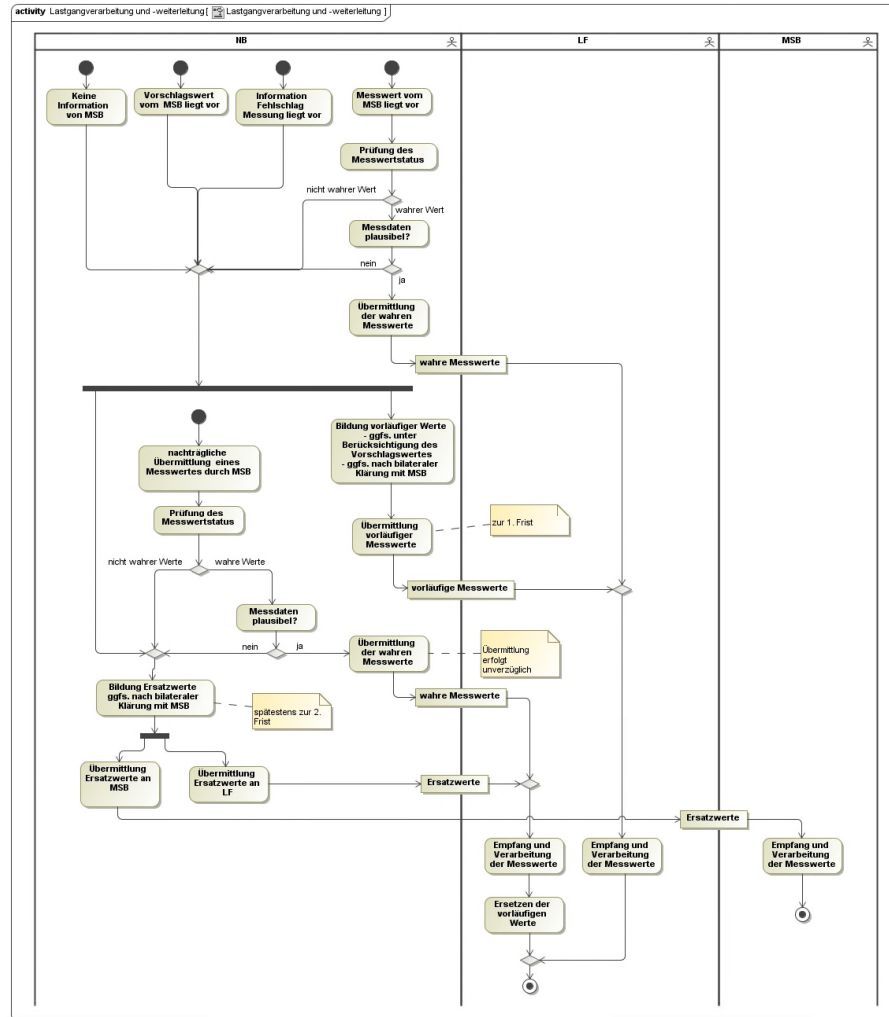 activity Lastgangverarbeitung und -weiterleitung [ Lastgangverarbeitung und -weiterleitung ]
NB
LF
MSB
Keine
Information
von MSB
Vorschlagswert
vom MSB liegt vor
Information
Fehlschlag
Messung liegt vor
Messwert vom
MSB liegt vor
Prüfung des
Messwertstatus
nicht wahrer Wert
wahrer Wert
Messdaten
plausibel?
nein
ja
Übermittlung
der wahren
Messwerte
wahre Messwerte
nachträgliche
Übermittlung eines
Messwertes durch MSB
Bildung vorläufiger Werte
- ggfs. unter
Berücksichtigung des
Vorschlagswertes
- ggfs. nach bilateraler
Klärung mit MSB
Prüfung des
Messwertstatus
Übermittlung
vorläufiger
Messwerte
zur 1. Frist
nicht wahrer Werte
wahre Werte
vorläufige Messwerte
Messdaten
plausibel?
nein
ja
Übermittlung
der wahren
Messwerte
Übermittlung
erfolgt
unverzüglich
Bildung Ersatzwerte
ggfs. nach bilateraler
Klärung mit MSB
spätestens zur 2.
Frist
wahre Messwerte
Übermittlung
Ersatzwerte an
MSB
Übermittlung
Ersatzwerte an
LF
Ersatzwerte
Ersatzwerte
Empfang und
Verarbeitung
der Messwerte
Empfang und
Verarbeitung
der Messwerte
Empfang und
Verarbeitung
der Messwerte
Ersetzen der
vorläufigen
Werte